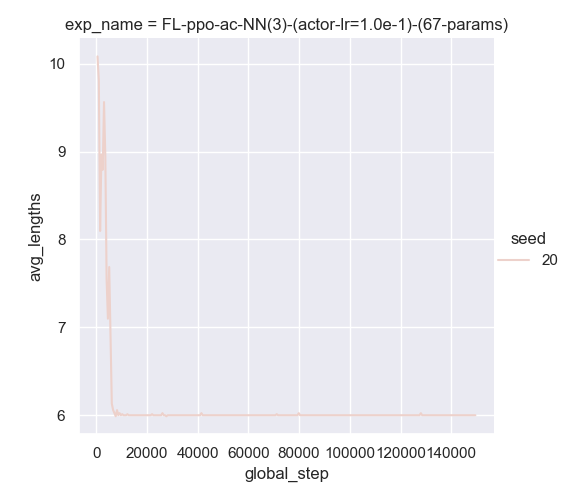 exp_name = FL-ppo-ac-NN(3)-(actor-lr=1.0e-1)-(67-params)
10
9
8
7
6
avg_lengths
0 20000 40000 60000 80000 100000 120000 140000
global_step
seed
20